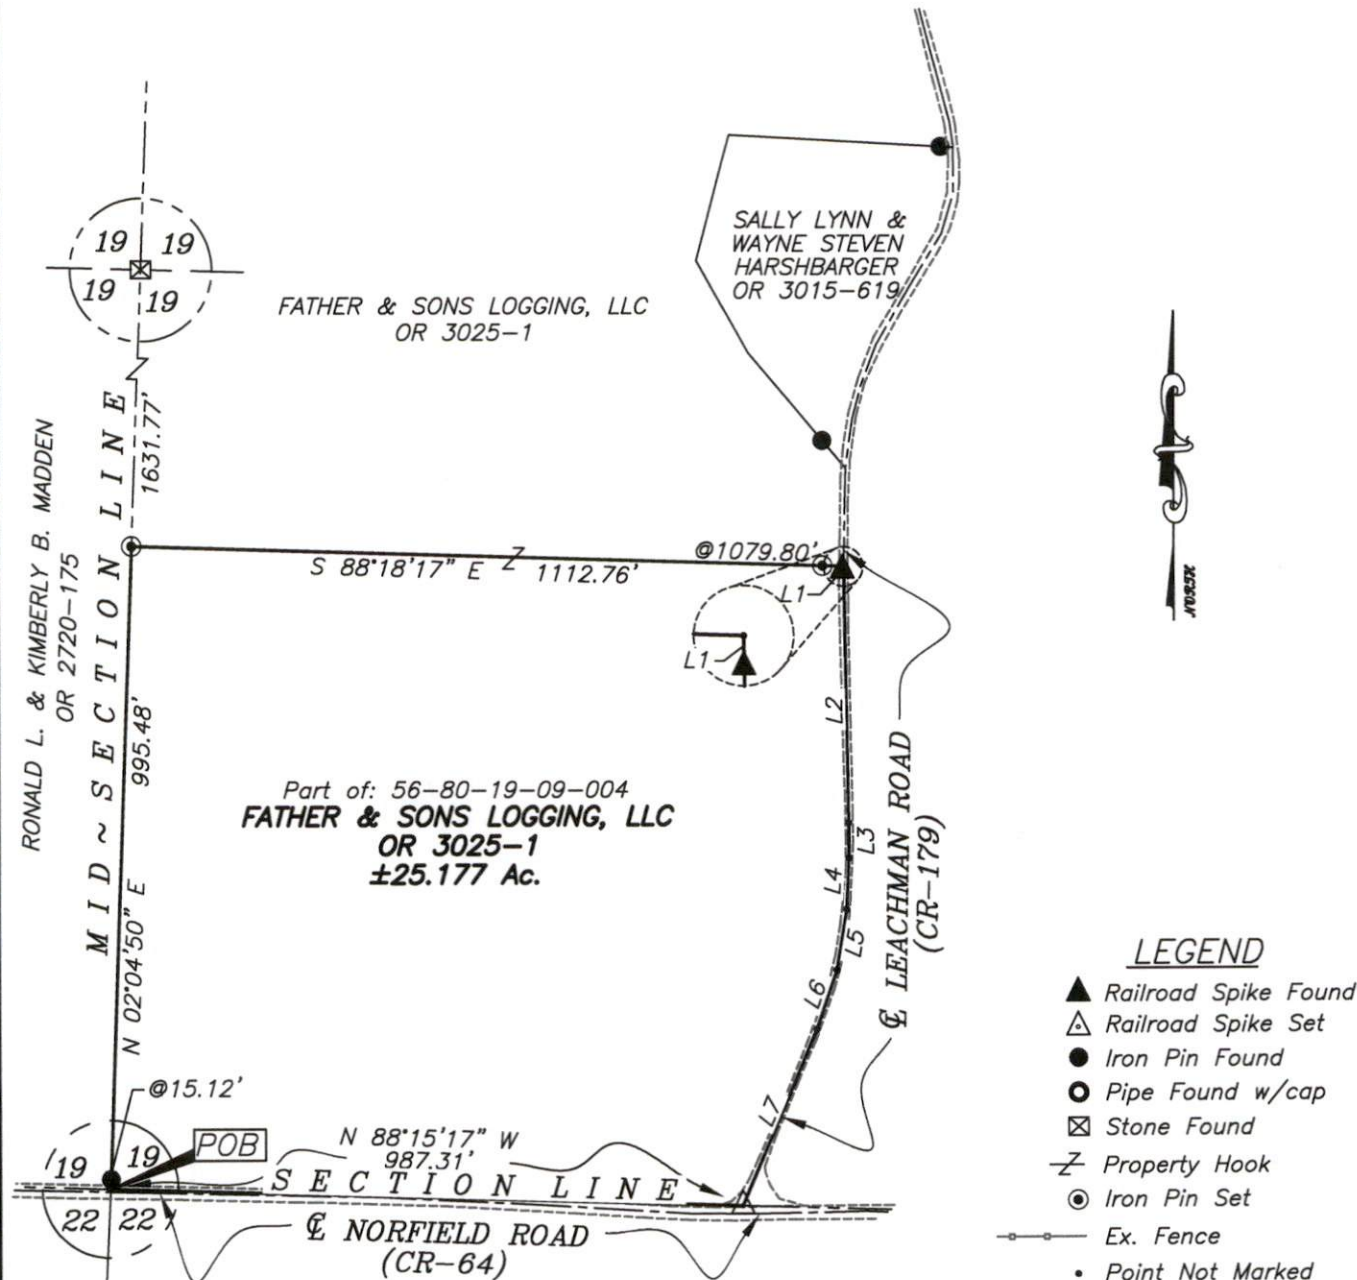 19 19
19 19
FATHER & SONS LOGGING, LLC
OR 3025-1
SALLY LYNN &
WAYNE STEVEN
HARSHBARGER
OR 3015-619
RONALD L. & KIMBERLY B. MADDEN
OR 2720-175
MID~SECTION LINE
1631.77'
995.48'
N 02°04'50" E
S 88°18'17" E Z 1112.76'
@1079.80'
L1
L1
L2
L3
L4
L5
L6
L7
℄ LEACHMAN ROAD
(CR-179)
NORSK
Part of: 56-80-19-09-004
FATHER & SONS LOGGING, LLC
OR 3025-1
±25.177 Ac.
@15.12'
POB
19 19
22 22
N 88°15'17" W
987.31'
SECTION LINE
℄ NORFIELD ROAD
(CR-64)
LEGEND
Railroad Spike Found
Railroad Spike Set
Iron Pin Found
Pipe Found w/cap
Stone Found
Property Hook
Iron Pin Set
Ex. Fence
Point Not Marked